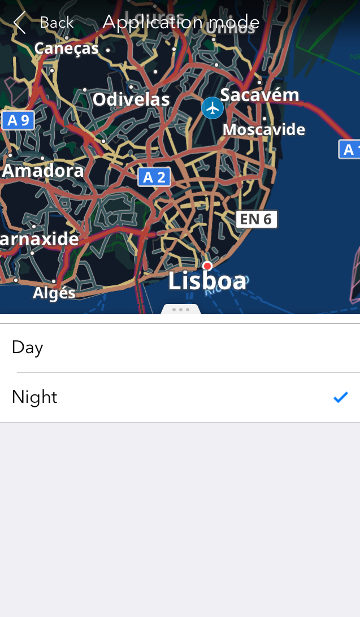 Back
Application mode
Unhos
Caneças
Odivelas
Sacavém
A 9
Moscavide
A 1
Amadora
A 2
EN 6
arnaxide
Lisboa
Algés
Day
Night